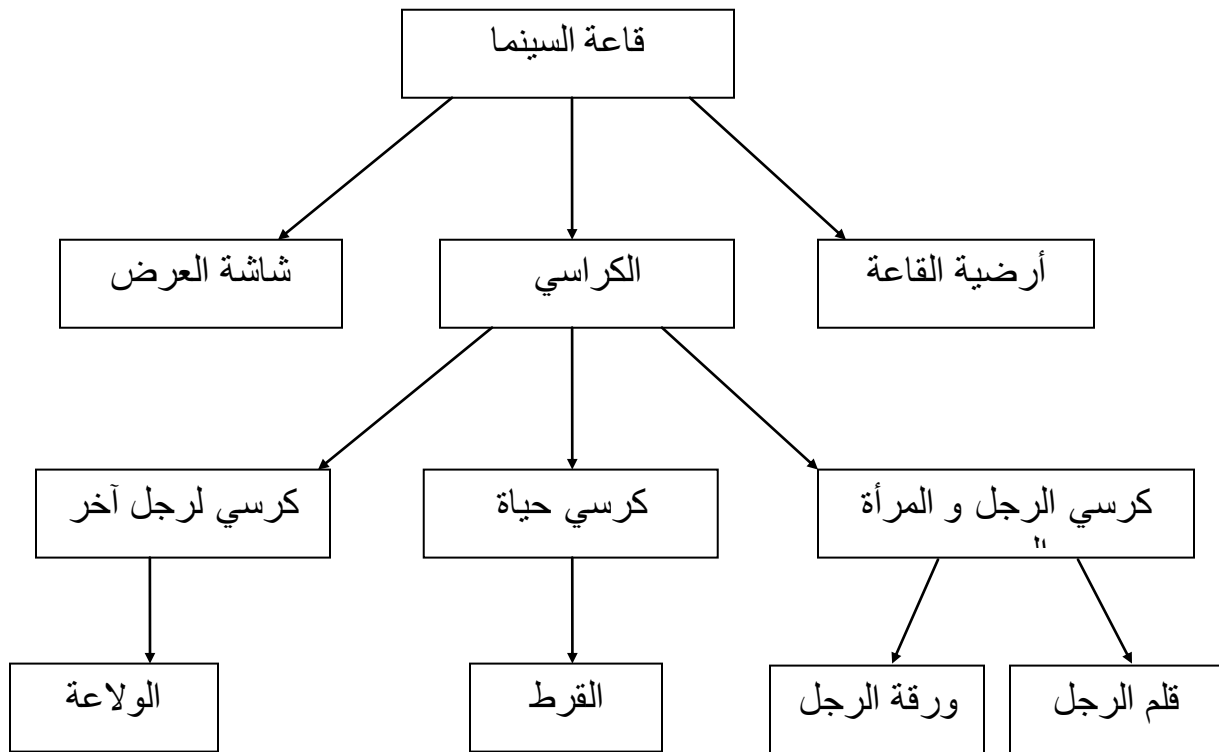 قاعة السينما
أرضية القاعة
الكراسي
شاشة العرض
كرسي الرجل و المرأة
كرسي حياة
كرسي لرجل آخر
قلم الرجل
ورقة الرجل
القرط
الولاعة